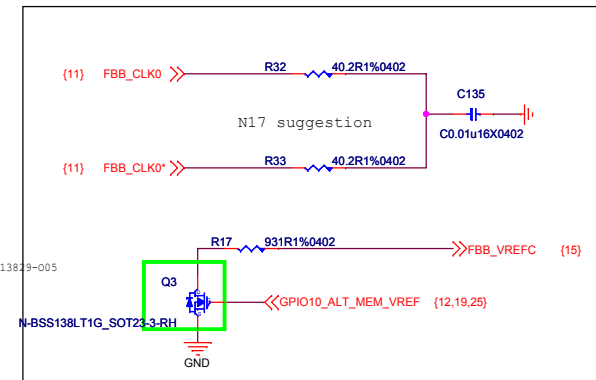 R32 40.2R1%0402
{11} FBB_CLK0
C135
N17 suggestion
C0.01u16X0402
R33 40.2R1%0402
{11} FBB_CLK0*
R17 931R1%0402
FBB_VREFC {15}
13829-005
Q3
GPIO10_ALT_MEM_VREF {12,19,25}
N-BSS138LT1G_SOT23-3-RH
GND